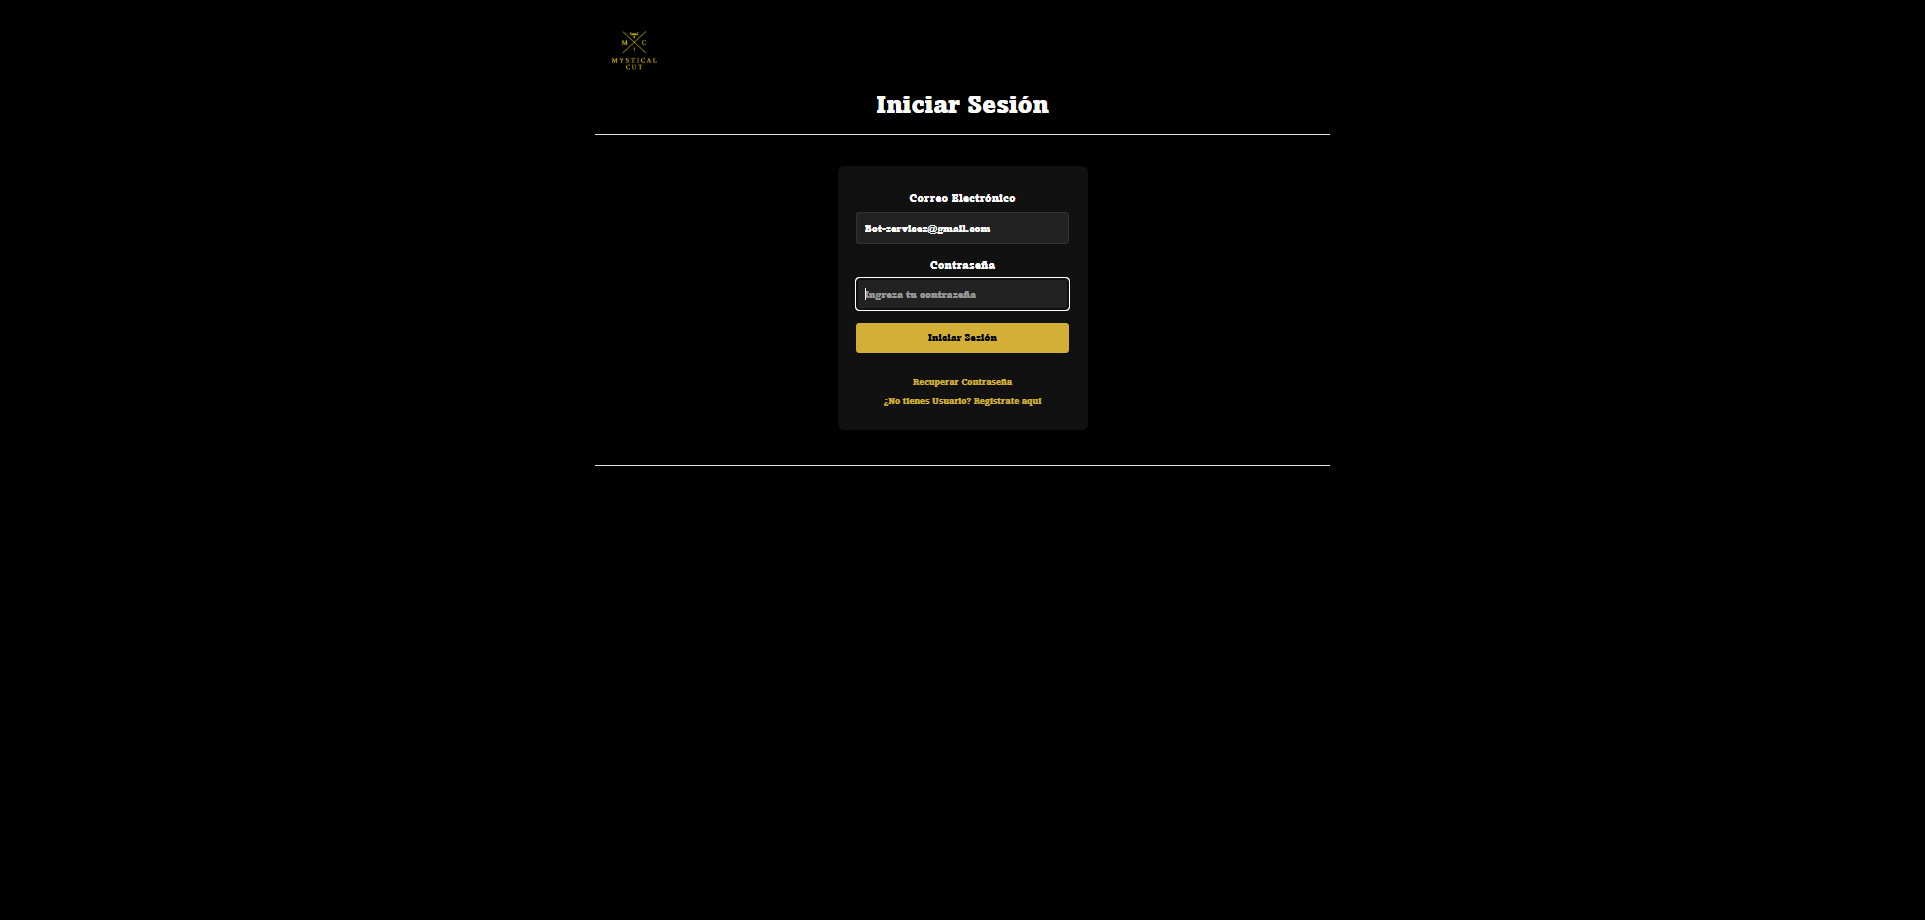 M C
MYSTICAL
CUT
Iniciar Sesión
Correo Electrónico
Bot-services@gmail.com
Contraseña
Ingresa tu contraseña
Iniciar Sesión
Recuperar Contraseña
¿No tienes Usuario? Registrate aquí